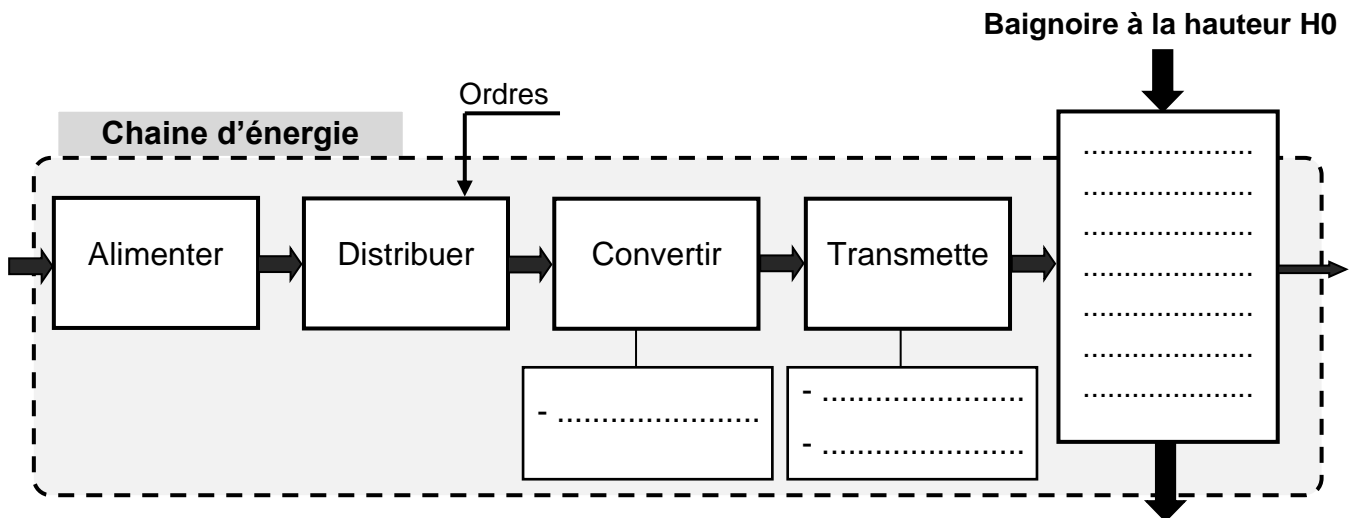 Baignoire à la hauteur H0
Ordres
Chaine d’énergie
Alimenter
Distribuer
Convertir
Transmette
.....................
.....................
.....................
.....................
.....................
.....................
.....................
- .......................
- .......................
- .......................